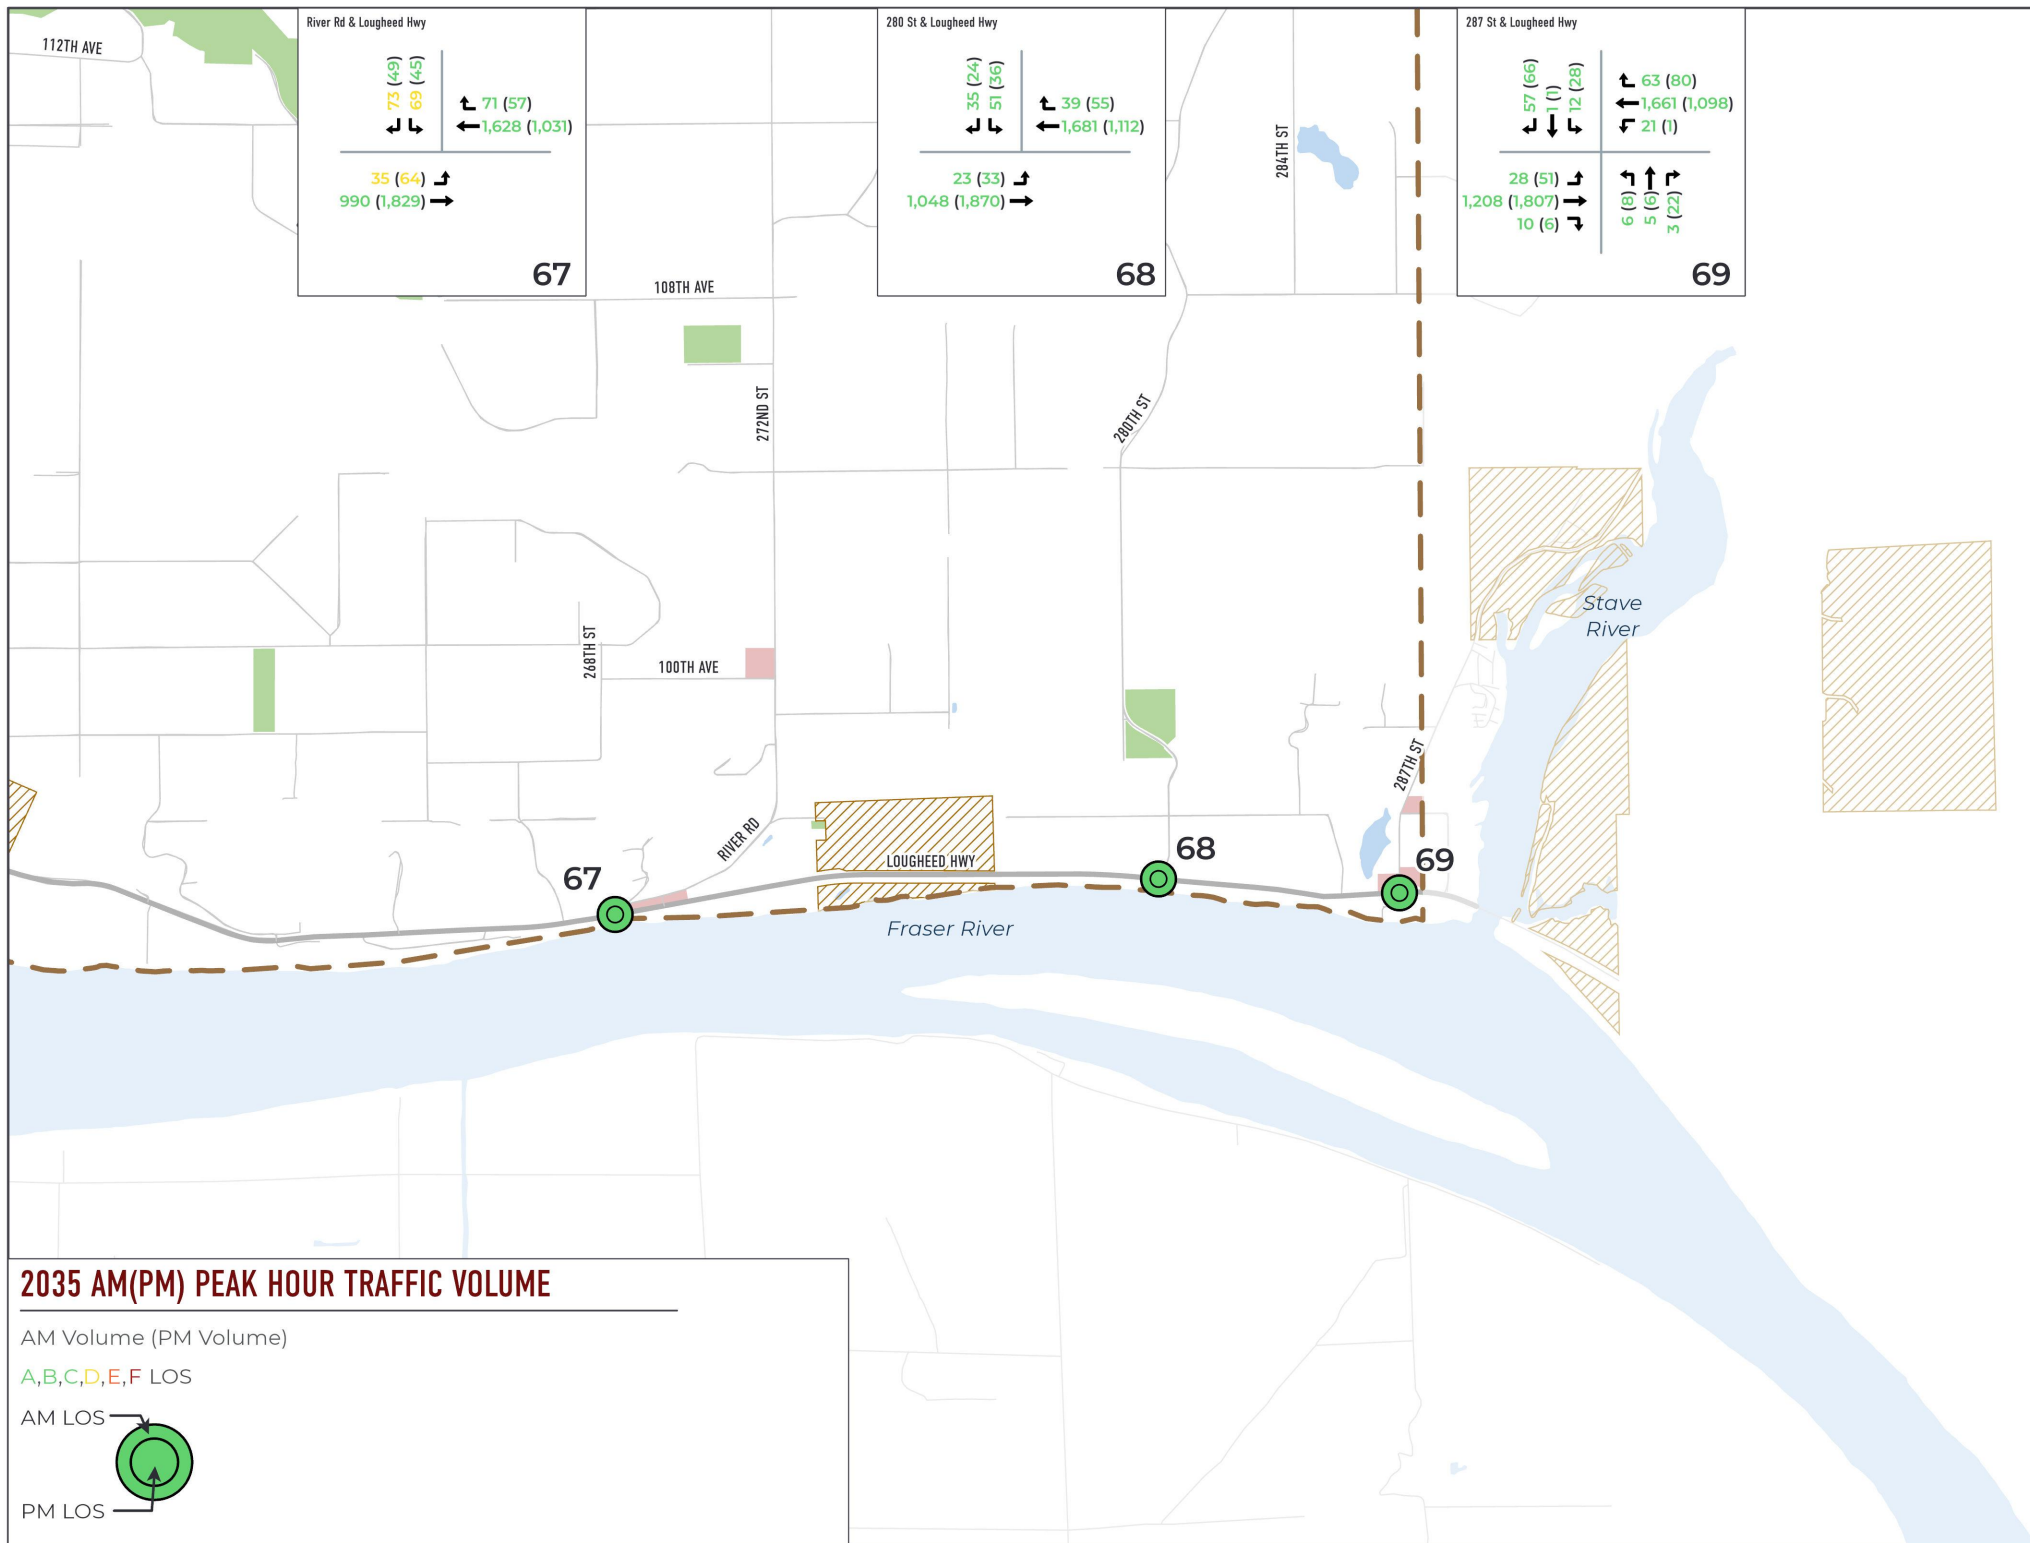 River Rd & Lougheed Hwy
73 (49)
69 (45)
71 (57)
1,628 (1,031)
35 (64)
990 (1,829)
67
280 St & Lougheed Hwy
35 (24)
51 (36)
39 (55)
1,681 (1,112)
23 (33)
1,048 (1,870)
68
287 St & Lougheed Hwy
57 (66)
1 (1)
12 (28)
63 (80)
1,661 (1,098)
21 (1)
28 (51)
1,208 (1,807)
10 (6)
6 (8)
5 (6)
3 (22)
69
112TH AVE
284TH ST
108TH AVE
272ND ST
280TH ST
Stave
River
268TH ST
100TH AVE
287TH ST
RIVER RD
LOUGHEED HWY
67
68
69
Fraser River
2035 AM(PM) PEAK HOUR TRAFFIC VOLUME
AM Volume (PM Volume)
A,B,C,D,E,F LOS
AM LOS
PM LOS